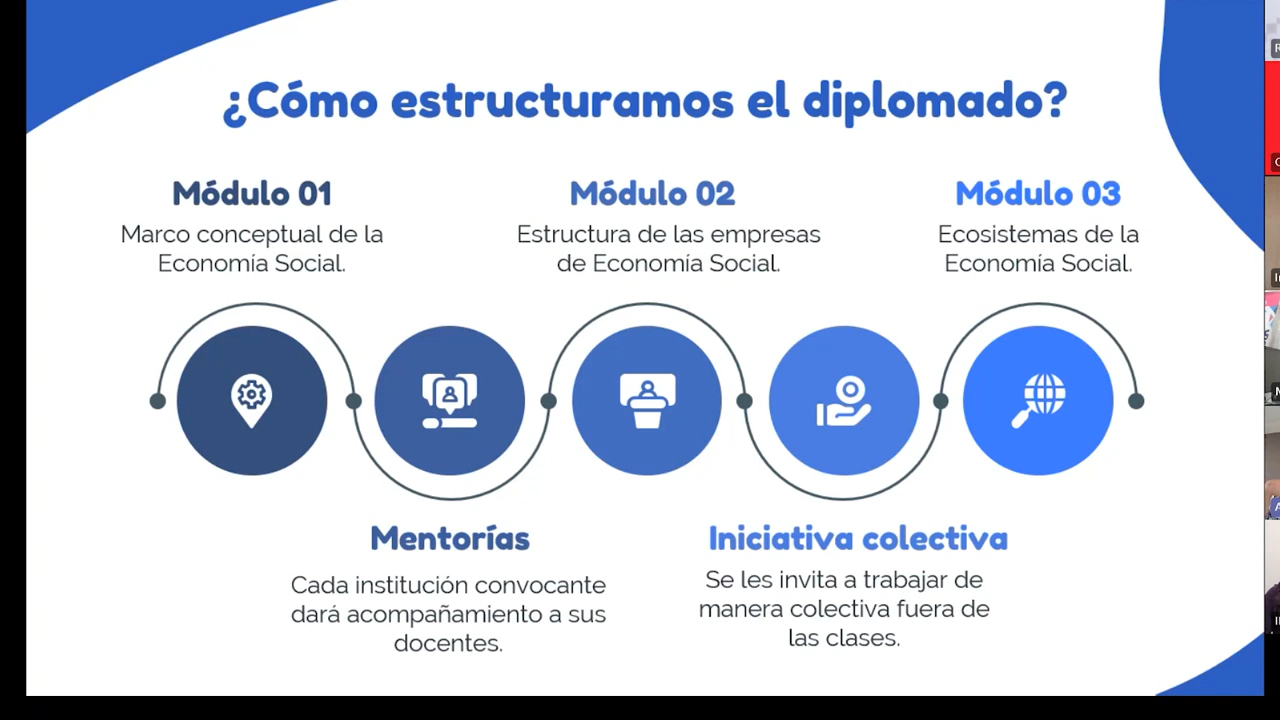 ¿Cómo estructuramos el diplomado?
Módulo 01
Marco conceptual de la
Economía Social.
Módulo 02
Estructura de las empresas
de Economía Social.
Módulo 03
Ecosistemas de la
Economía Social.
Mentorías
Cada institución convocante
dará acompañamiento a sus
docentes.
Iniciativa colectiva
Se les invita a trabajar de
manera colectiva fuera de
las clases.